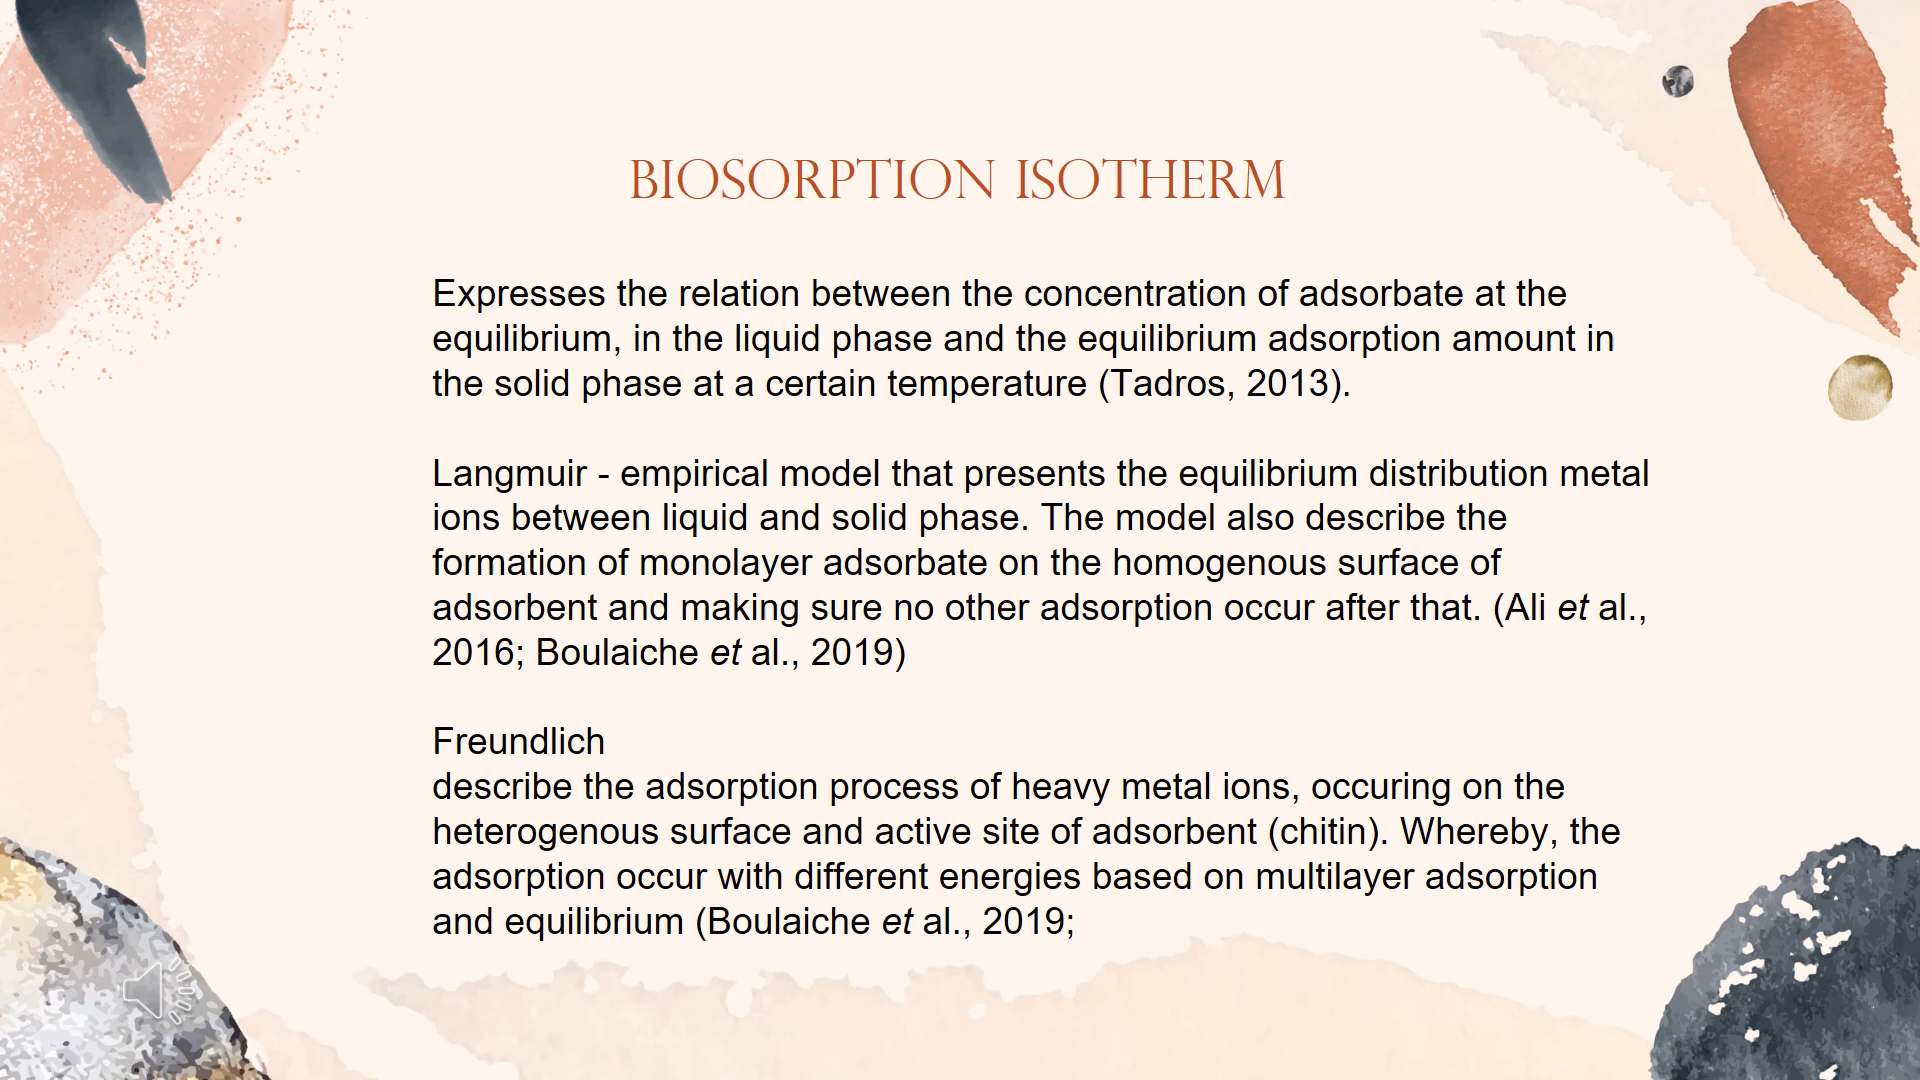 BIOSORPTION ISOTHERM
Expresses the relation between the concentration of adsorbate at the
equilibrium, in the liquid phase and the equilibrium adsorption amount in
the solid phase at a certain temperature (Tadros, 2013).
Langmuir - empirical model that presents the equilibrium distribution metal
ions between liquid and solid phase. The model also describe the
formation of monolayer adsorbate on the homogenous surface of
adsorbent and making sure no other adsorption occur after that. (Ali et al.,
2016; Boulaiche et al., 2019)
Freundlich
describe the adsorption process of heavy metal ions, occuring on the
heterogenous surface and active site of adsorbent (chitin). Whereby, the
adsorption occur with different energies based on multilayer adsorption
and equilibrium (Boulaiche et al., 2019;